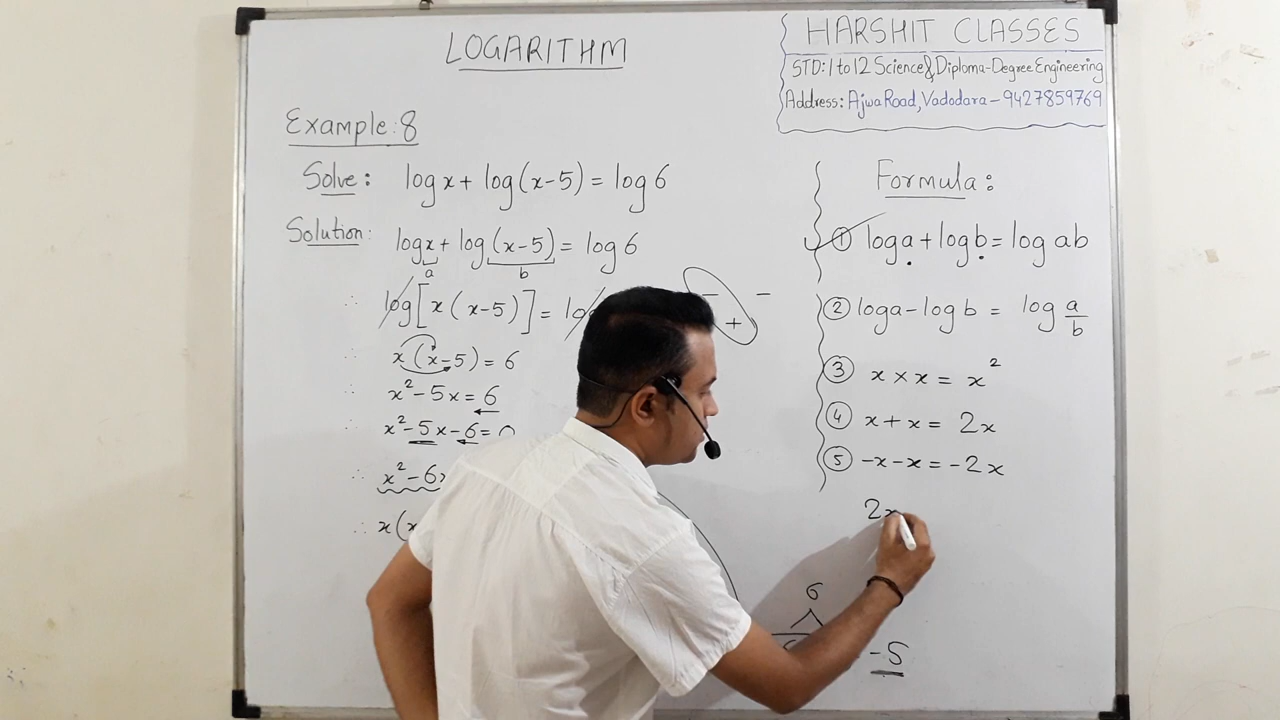 LOGARITHM
HARSHIT CLASSES
STD: 1 to 12 Science & Diploma-Degree Engineering
Address: Ajwa Road, Vadodara - 9427859769
Example: 8
Solve: log x + log (x-5) = log 6
Solution: log x + log (x-5) = log 6
a b
∴ log [x (x-5)] = log
∴ x (x-5) = 6
∴ x² - 5x = 6
∴ x² - 5x - 6 = 0
∴ x² - 6x
∴ x(x
- -
+
Formula:
① log a + log b = log ab
② log a - log b = log a/b
③ x × x = x²
④ x + x = 2x
⑤ -x - x = -2x
2x
6
-5